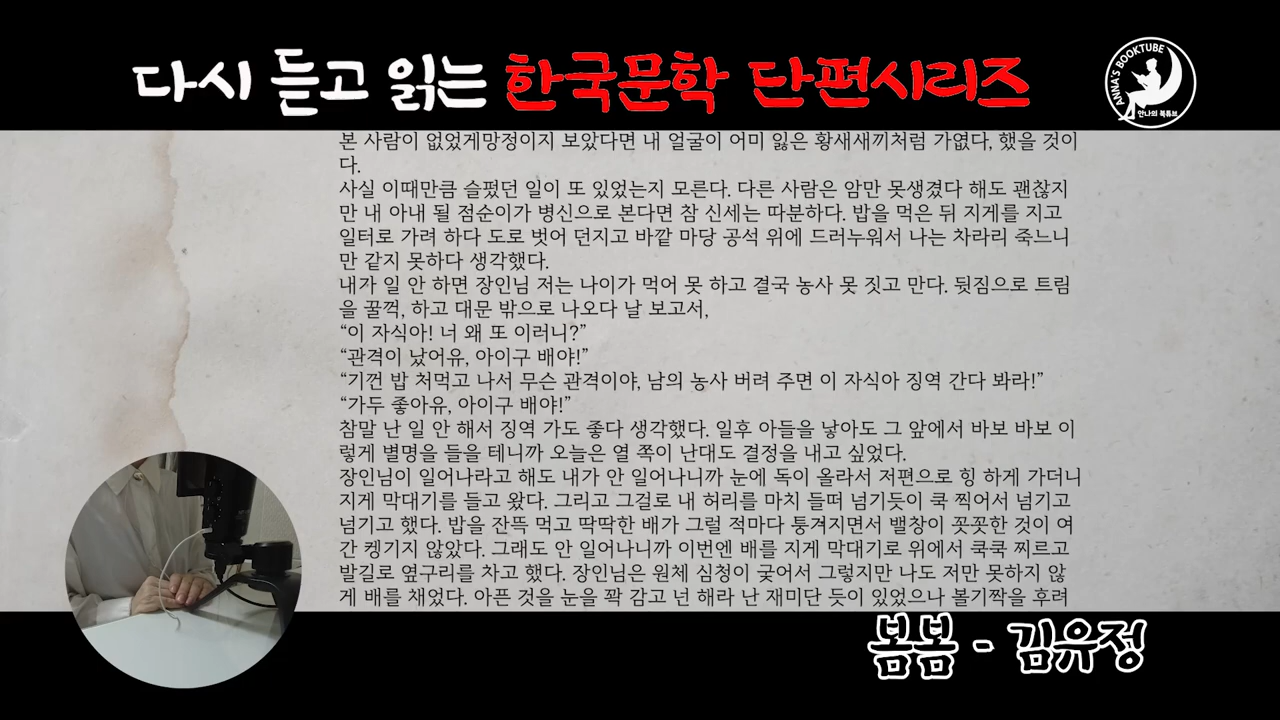 다시 듣고 읽는 한국문학 단편시리즈
ANNA'S BOOKTUBE
안나의 북튜브
본 사람이 없었게망정이지 보았다면 내 얼굴이 어미 잃은 황새새끼처럼 가엾다, 했을 것이
다.
사실 이때만큼 슬펐던 일이 또 있었는지 모른다. 다른 사람은 암만 못생겼다 해도 괜찮지
만 내 아내 될 점순이가 병신으로 본다면 참 신세는 따분하다. 밥을 먹은 뒤 지게를 지고
일터로 가려 하다 도로 벗어 던지고 바깥 마당 공석 위에 드러누워서 나는 차라리 죽느니
만 같지 못하다 생각했다.
내가 일 안 하면 장인님 저는 나이가 먹어 못 하고 결국 농사 못 짓고 만다. 뒷짐으로 트림
을 꿀꺽, 하고 대문 밖으로 나오다 날 보고서,
“이 자식아! 너 왜 또 이러니?”
“관격이 났어유, 아이구 배야!”
“기껀 밥 처먹고 나서 무슨 관격이야, 남의 농사 버려 주면 이 자식아 징역 간다 봐라!”
“가두 좋아유, 아이구 배야!”
참말 난 일 안 해서 징역 가도 좋다 생각했다. 일후 아들을 낳아도 그 앞에서 바보 바보 이
렇게 별명을 들을 테니까 오늘은 열 쪽이 난대도 결정을 내고 싶었다.
장인님이 일어나라고 해도 내가 안 일어나니까 눈에 독이 올라서 저편으로 힝 하게 가더니
지게 막대기를 들고 왔다. 그리고 그걸로 내 허리를 마치 들떠 넘기듯이 쿡 찍어서 넘기고
넘기고 했다. 밥을 잔뜩 먹고 딱딱한 배가 그럴 적마다 퉁겨지면서 밸창이 꼿꼿한 것이 여
간 켕기지 않았다. 그래도 안 일어나니까 이번엔 배를 지게 막대기로 위에서 쿡쿡 찌르고
발길로 옆구리를 차고 했다. 장인님은 원체 심청이 궂어서 그렇지만 나도 저만 못하지 않
게 배를 채었다. 아픈 것을 눈을 꽉 감고 넌 해라 난 재미단 듯이 있었으나 볼기짝을 후려
봄봄 - 김유정